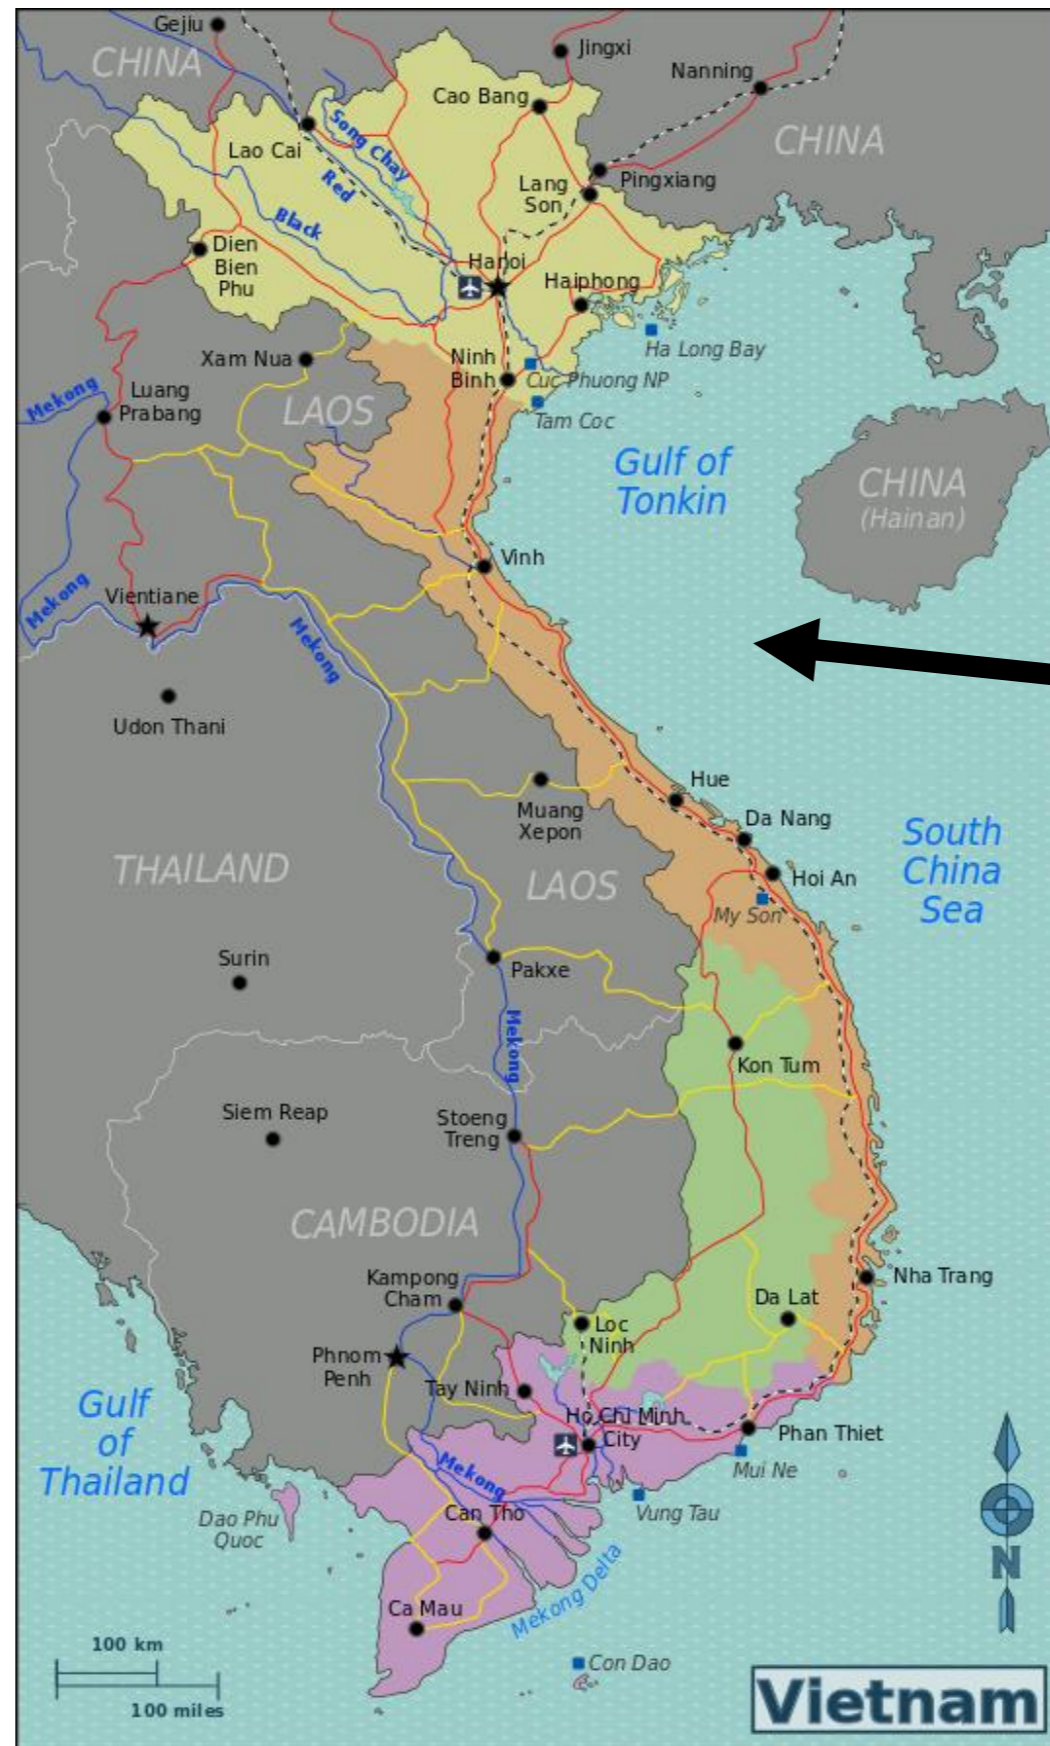 Gejiu
CHINA
Jingxi
Nanning
Cao Bang
Song Chay
Lao Cai
CHINA
Red
Lang
Son
Pingxiang
Black
Dien
Bien
Phu
Hanoi
Haiphong
Ha Long Bay
Xam Nua
Ninh
Binh
Cuc Phuong NP
Mekong
Luang
Prabang
LAOS
Tam Coc
Gulf of
Tonkin
CHINA
(Hainan)
Vinh
Mekong
Vientiane
Mekong
Udon Thani
Hue
Muang
Xepon
Da Nang
South
China
Sea
THAILAND
LAOS
Hoi An
My Son
Surin
Pakxe
Mekong
Kon Tum
Siem Reap
Stoeng
Treng
CAMBODIA
Kampong
Cham
Nha Trang
Da Lat
Loc
Ninh
Phnom
Penh
Tay Ninh
Gulf
of
Thailand
Ho Chi Minh
City
Phan Thiet
Mui Ne
Mekong
Dao Phu
Quoc
Can Tho
Vung Tau
N
Mekong Delta
Ca Mau
100 km
100 miles
Con Dao
Vietnam